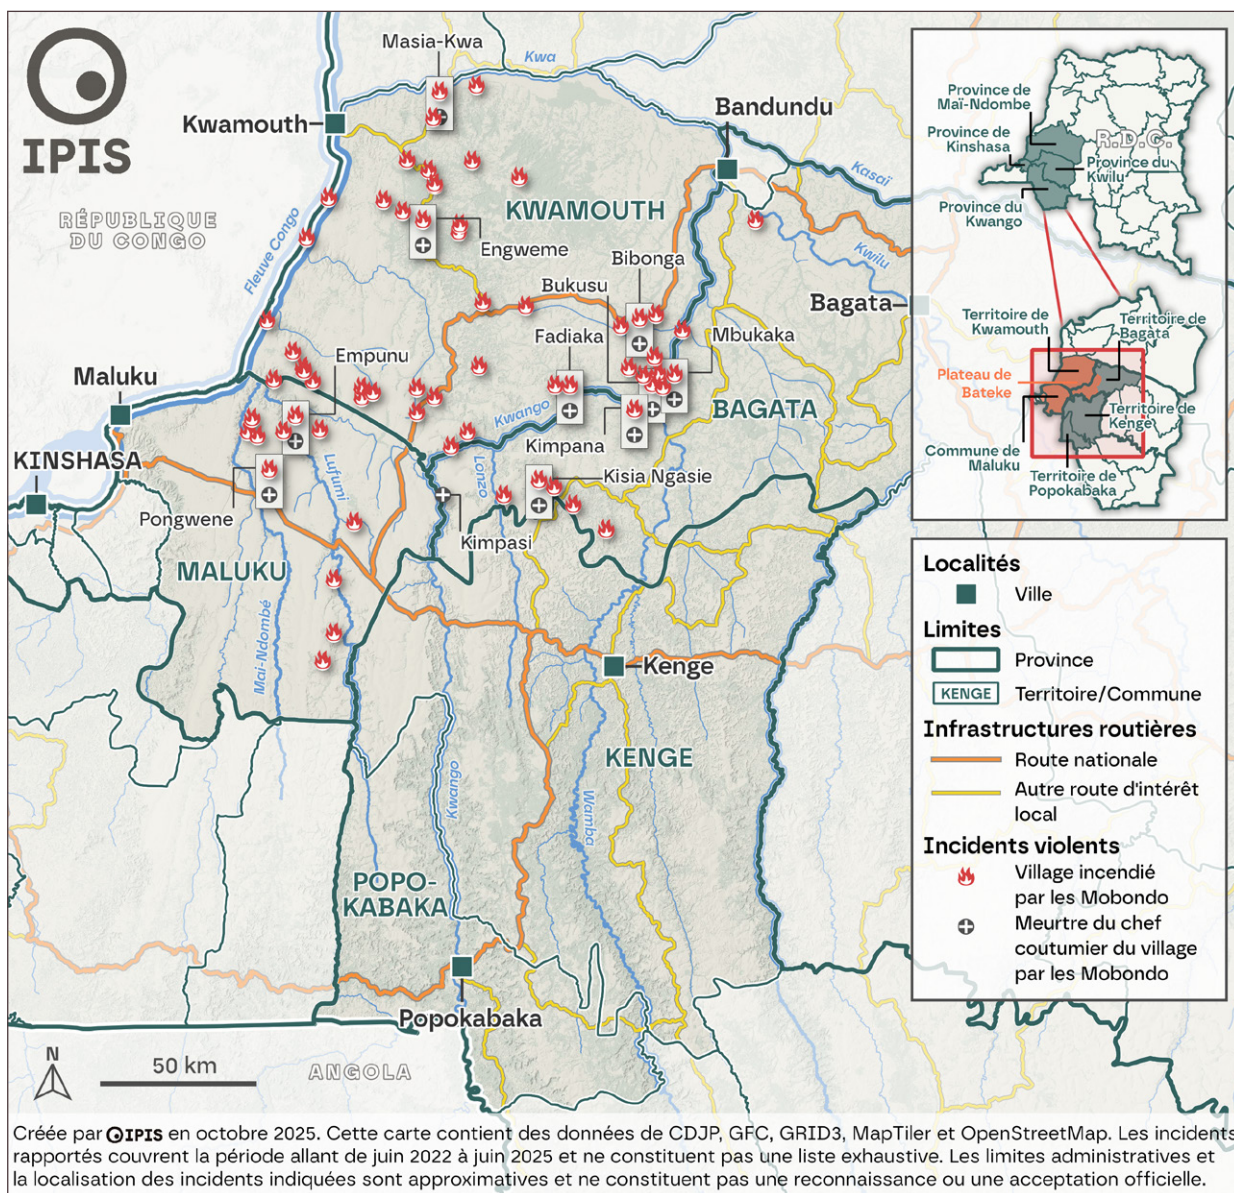 IPIS
Masia-Kwa
Kwa
Kwamouth
Bandundu
RÉPUBLIQUE
DU CONGO
KWAMOUTH
Kasaï
Engweme
Fleuve Congo
Bibonga
Kwilu
Bukusu
Bagata
Fadiaka
Mbukaka
Empunu
Maluku
Kwango
BAGATA
Kimpana
KINSHASA
Lufumi
Louzo
Kisia Ngasie
Pongwene
Kimpasi
MALUKU
Mai-Ndombé
Kenge
KENGE
Kwango
Wamba
POPO-
KABAKA
Popokabaka
N
50 km
ANGOLA
Province de
Maï-Ndombe
Province de
Kinshasa
R.D.C.
Province du
Kwilu
Province du
Kwango
Territoire de
Kwamouth
Territoire de
Bagata
Plateau de
Bateke
Territoire de
Kenge
Commune de
Maluku
Territoire de
Popokabaka
Localités
Ville
Limites
Province
KENGE Territoire/Commune
Infrastructures routières
Route nationale
Autre route d'intérêt
local
Incidents violents
Village incendié
par les Mobondo
Meurtre du chef
coutumier du village
par les Mobondo
Créée par IPIS en octobre 2025. Cette carte contient des données de CDJP, GFC, GRID3, MapTiler et OpenStreetMap. Les incidents
rapportés couvrent la période allant de juin 2022 à juin 2025 et ne constituent pas une liste exhaustive. Les limites administratives et
la localisation des incidents indiquées sont approximatives et ne constituent pas une reconnaissance ou une acceptation officielle.